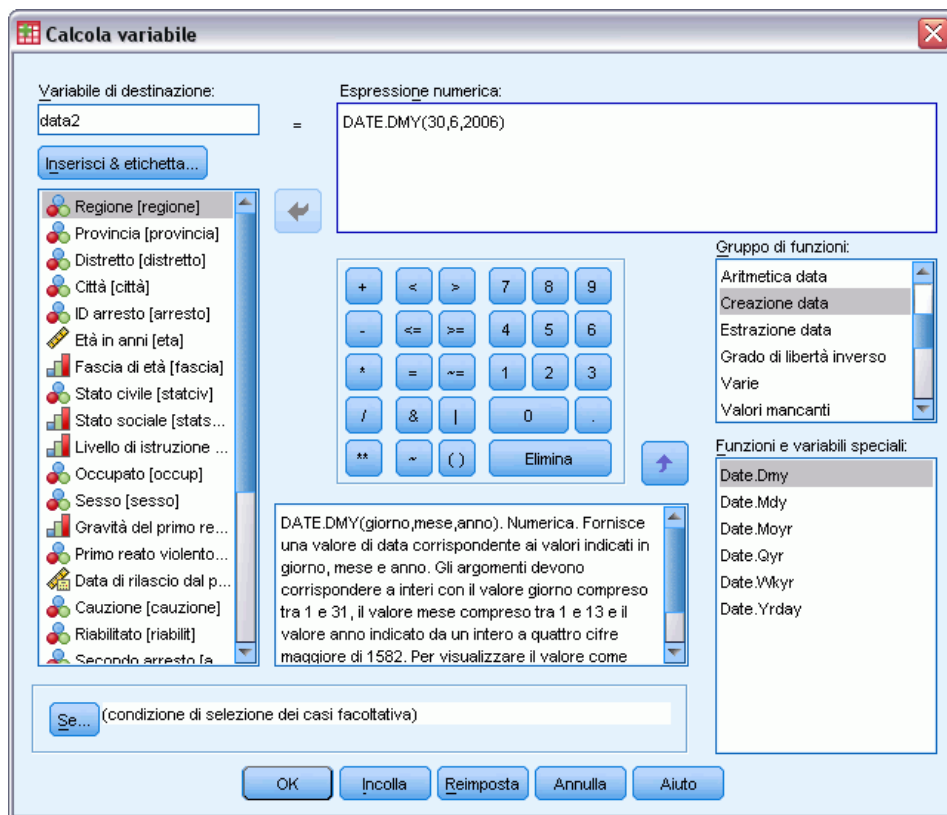 Calcola variabile
Variabile di destinazione:
data2
Inserisci & etichetta...
=
Espressione numerica:
DATE.DMY(30,6,2006)
Regione [regione]
Provincia [provincia]
Distretto [distretto]
Città [città]
ID arresto [arresto]
Età in anni [eta]
Fascia di età [fascia]
Stato civile [statciv]
Stato sociale [stats...
Livello di istruzione ...
Occupato [occup]
Sesso [sesso]
Gravità del primo re...
Primo reato violento...
Data di rilascio dal p...
Cauzione [cauzione]
Riabilitato [riabilit]
Secondo arresto [a
+ < > 7 8 9
- <= >= 4 5 6
* = ~= 1 2 3
/ & | 0 .
** ~ ( ) Elimina
DATE.DMY(giorno,mese,anno). Numerica. Fornisce
una valore di data corrispondente ai valori indicati in
giorno, mese e anno. Gli argomenti devono
corrispondere a interi con il valore giorno compreso
tra 1 e 31, il valore mese compreso tra 1 e 13 e il
valore anno indicato da un intero a quattro cifre
maggiore di 1582. Per visualizzare il valore come
Gruppo di funzioni:
Aritmetica data
Creazione data
Estrazione data
Grado di libertà inverso
Varie
Valori mancanti
Funzioni e variabili speciali:
Date.Dmy
Date.Mdy
Date.Moyr
Date.Qyr
Date.Wkyr
Date.Yrday
Se... (condizione di selezione dei casi facoltativa)
OK Incolla Reimposta Annulla Aiuto